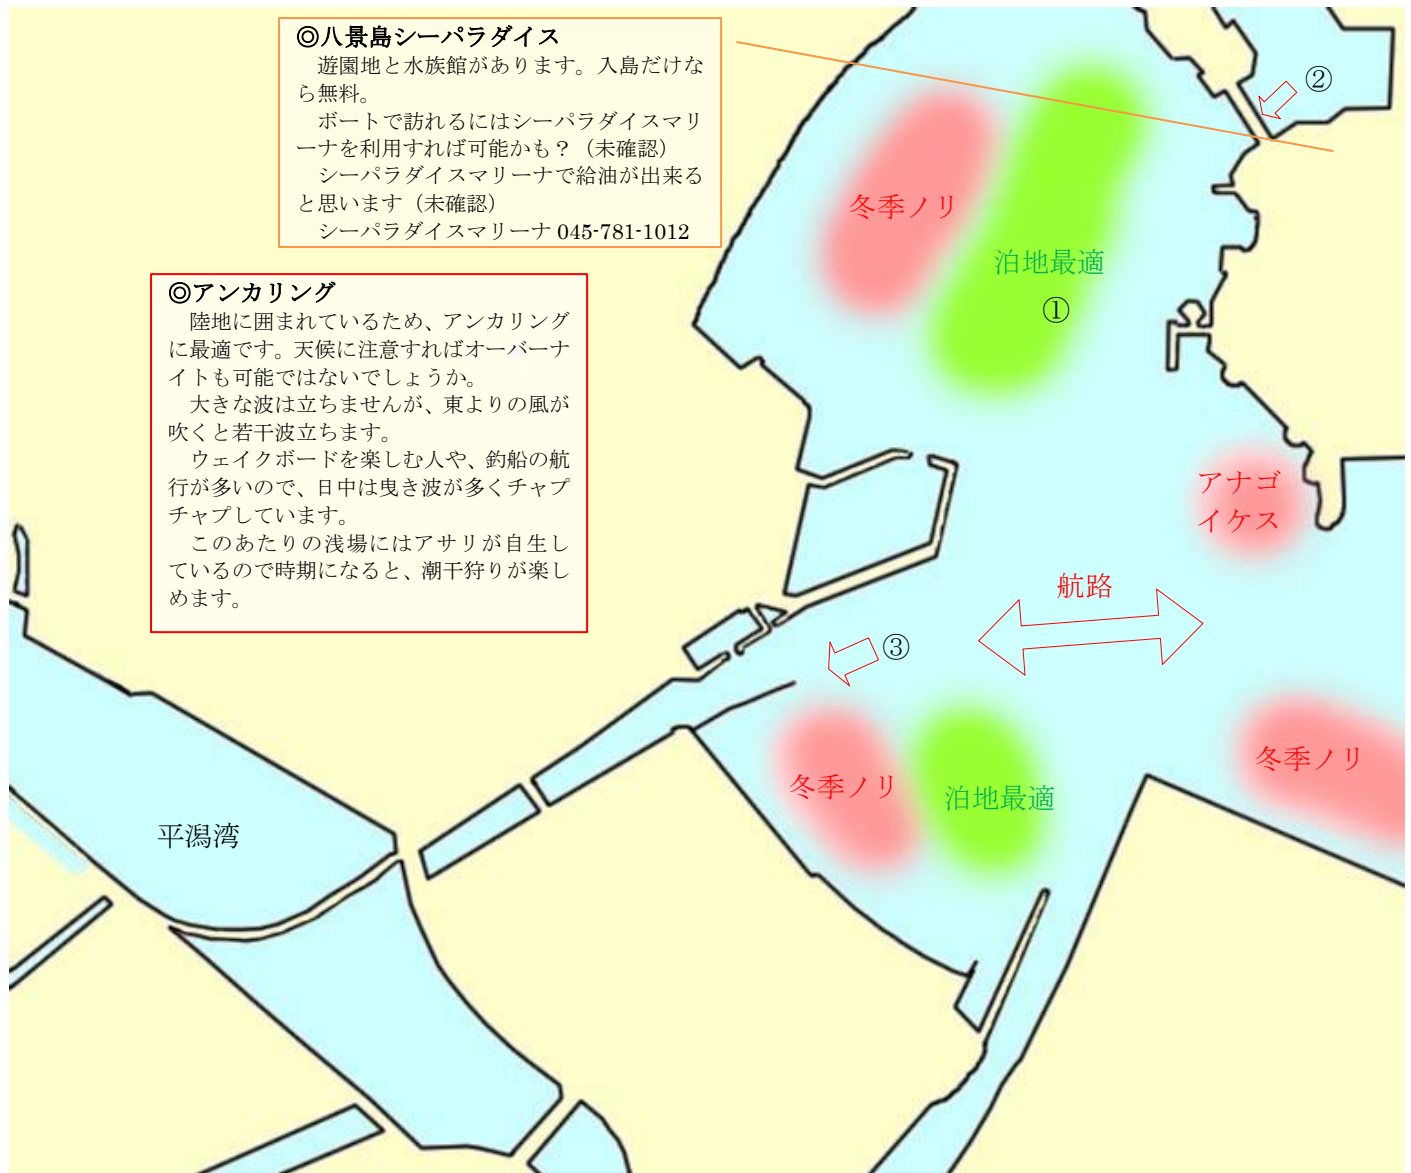 ◎八景島シーパラダイス
遊園地と水族館があります。入島だけな
ら無料。
ボートで訪れるにはシーパラダイスマリ
ーナを利用すれば可能かも？（未確認）
シーパラダイスマリーナで給油が出来る
と思います（未確認）
シーパラダイスマリーナ 045-781-1012
②
冬季ノリ
泊地最適
①
◎アンカリング
陸地に囲まれているため、アンカリング
に最適です。天候に注意すればオーバーナ
イトも可能ではないでしょうか。
大きな波は立ちませんが、東よりの風が
吹くと若干波立ちます。
ウェイクボードを楽しむ人や、釣船の航
行が多いので、日中は曳き波が多くチャプ
チャプしています。
このあたりの浅場にはアサリが自生し
ているので時期になると、潮干狩りが楽し
めます。
アナゴ
イケス
航路
③
冬季ノリ
泊地最適
冬季ノリ
平潟湾